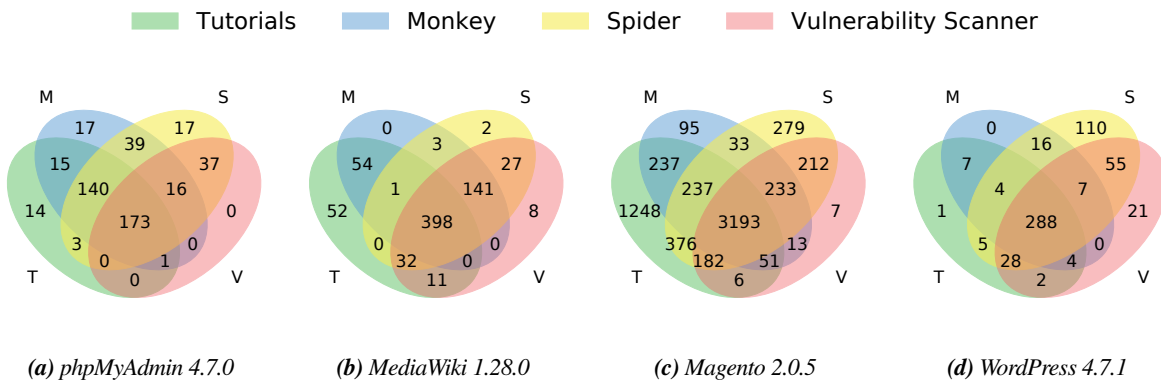 Tutorials Monkey Spider Vulnerability Scanner
M S M S M S M S
17 17 0 2 95 279 0 110
39 3 33 16
15 37 54 27 237 212 7 55
140 16 1 141 237 233 4 7
14 173 0 52 398 8 1248 3193 7 1 288 21
3 0 0 0 376 13 5 0
0 1 32 0 182 51 28 4
T 0 V T 11 V T 6 V T 2 V
(a) phpMyAdmin 4.7.0 (b) MediaWiki 1.28.0 (c) Magento 2.0.5 (d) WordPress 4.7.1